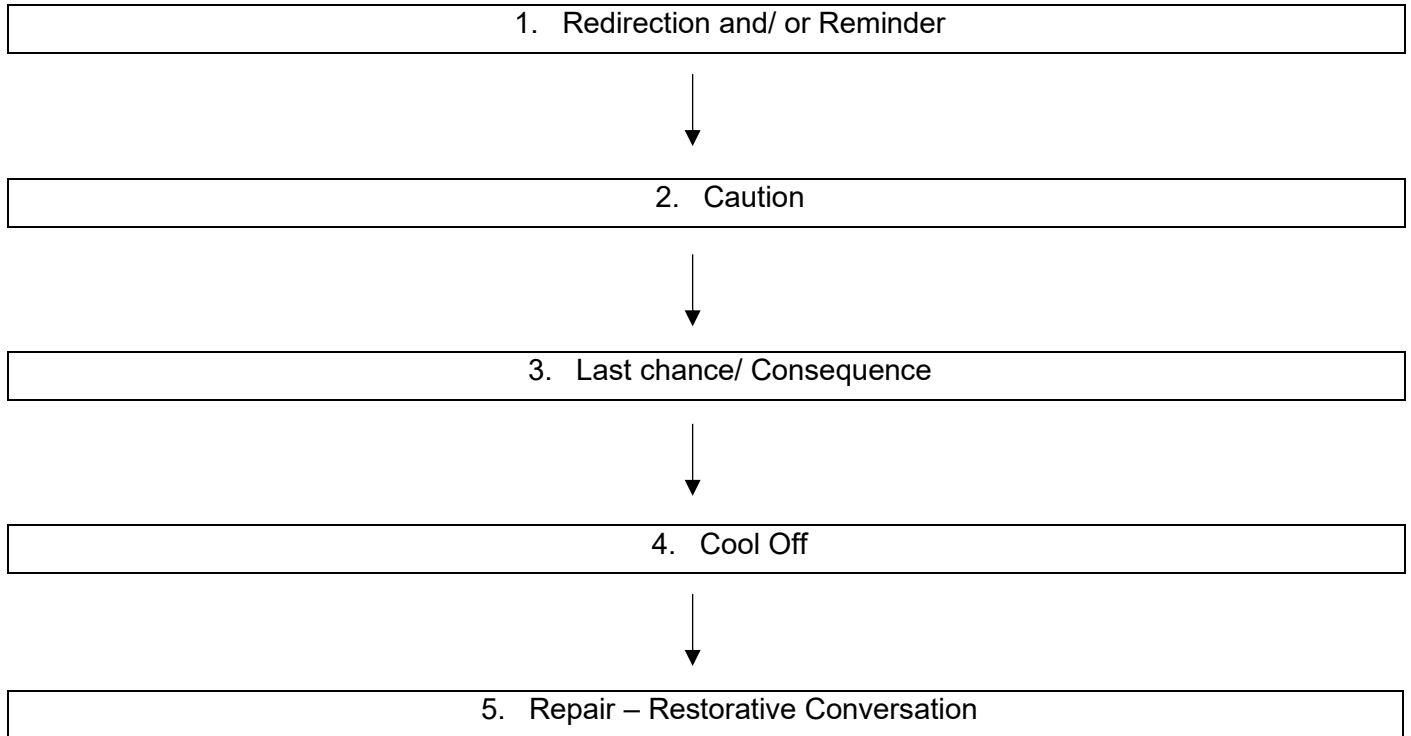 1. Redirection and/ or Reminder
2. Caution
3. Last chance/ Consequence
4. Cool Off
5. Repair – Restorative Conversation